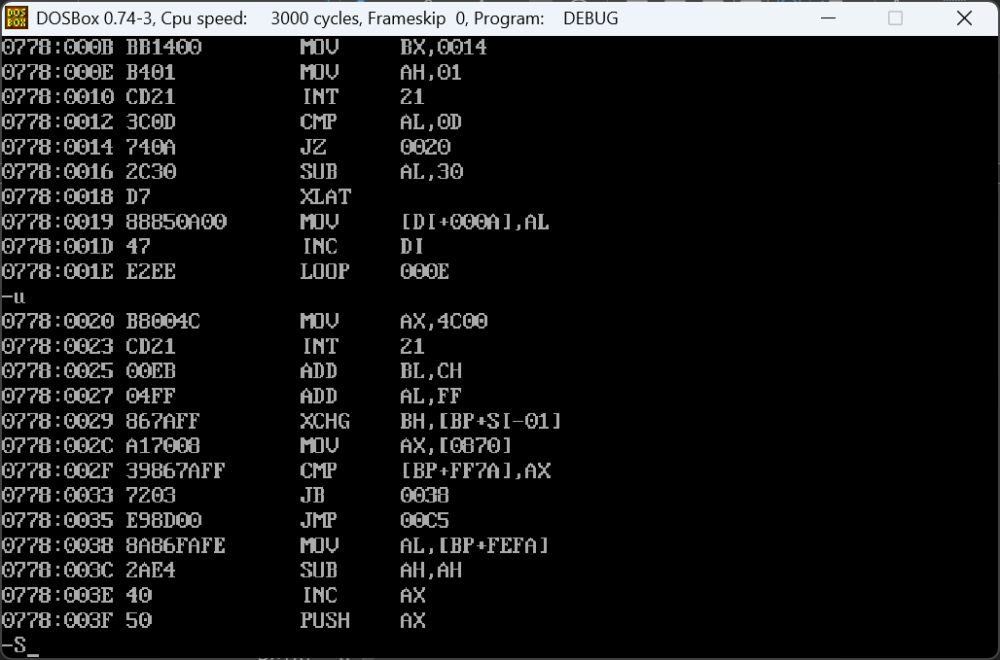 DOS BOX DOSBox 0.74-3, Cpu speed: 3000 cycles, Frameskip 0, Program: DEBUG
0778:000B BB1400 MOV BX,0014
0778:000E B401 MOV AH,01
0778:0010 CD21 INT 21
0778:0012 3C0D CMP AL,0D
0778:0014 740A JZ 0020
0778:0016 2C30 SUB AL,30
0778:0018 D7 XLAT
0778:0019 88850A00 MOV [DI+000A],AL
0778:001D 47 INC DI
0778:001E E2EE LOOP 000E
-u
0778:0020 B8004C MOV AX,4C00
0778:0023 CD21 INT 21
0778:0025 00EB ADD BL,CH
0778:0027 04FF ADD AL,FF
0778:0029 867AFF XCHG BH,[BP+SI-01]
0778:002C A17008 MOV AX,[0870]
0778:002F 39867AFF CMP [BP+FF7A],AX
0778:0033 7203 JB 0038
0778:0035 E98D00 JMP 00C5
0778:0038 8A86FAFE MOV AL,[BP+FEFA]
0778:003C 2AE4 SUB AH,AH
0778:003E 40 INC AX
0778:003F 50 PUSH AX
-S_